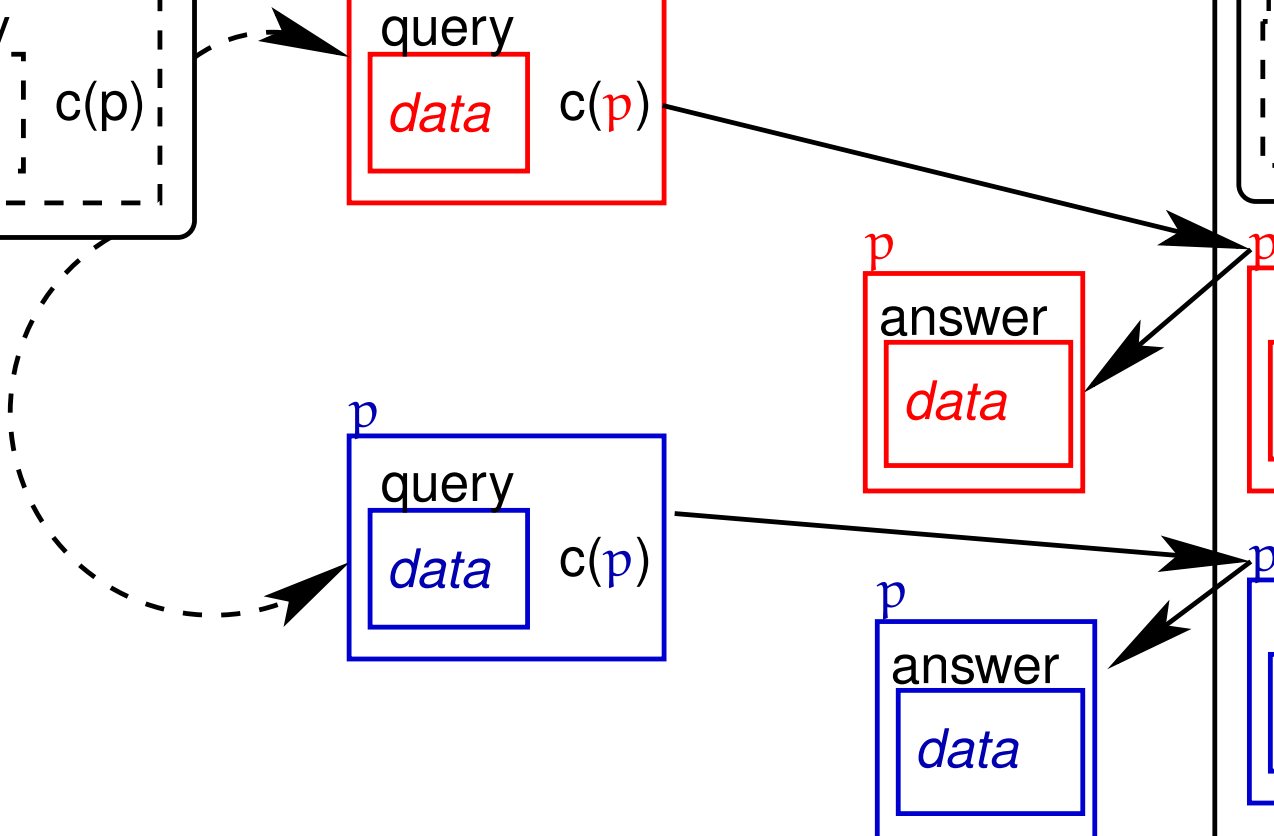 query
c(p)
data
c(p)
p
p
answer
data
p
query
data
c(p)
p
p
answer
data